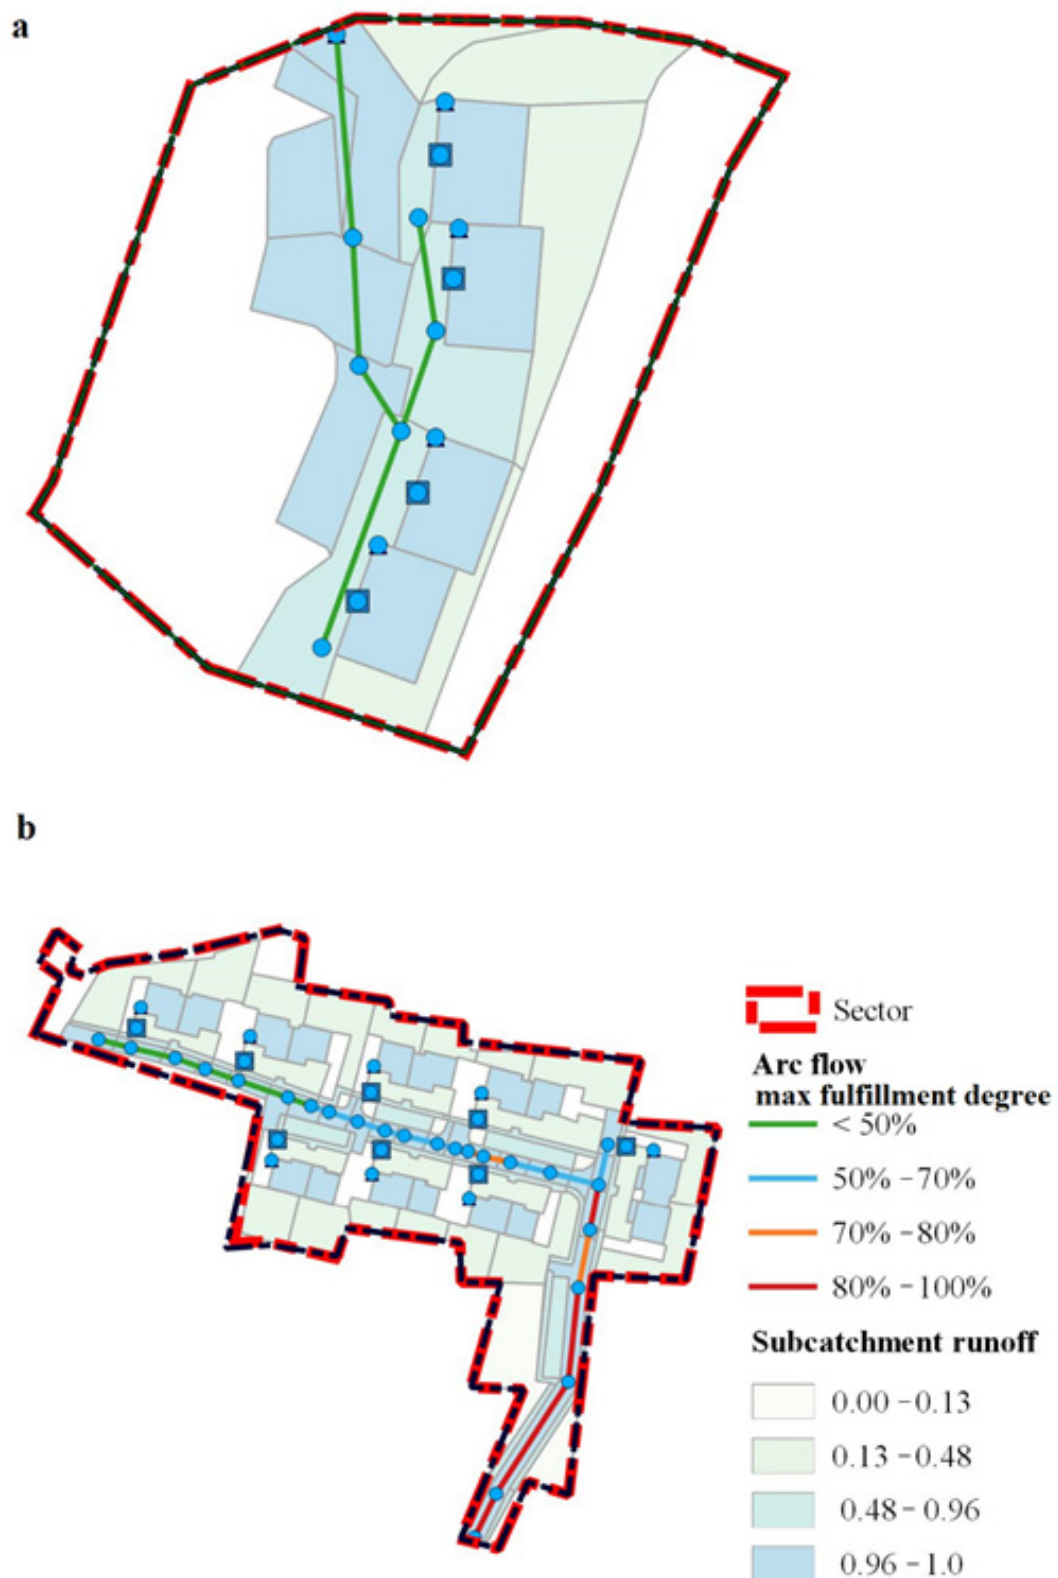 a
b
Sector
Arc flow
max fulfillment degree
< 50%
50% -70%
70% -80%
80% -100%
Subcatchment runoff
0.00 -0.13
0.13 -0.48
0.48 - 0.96
0.96 -1.0